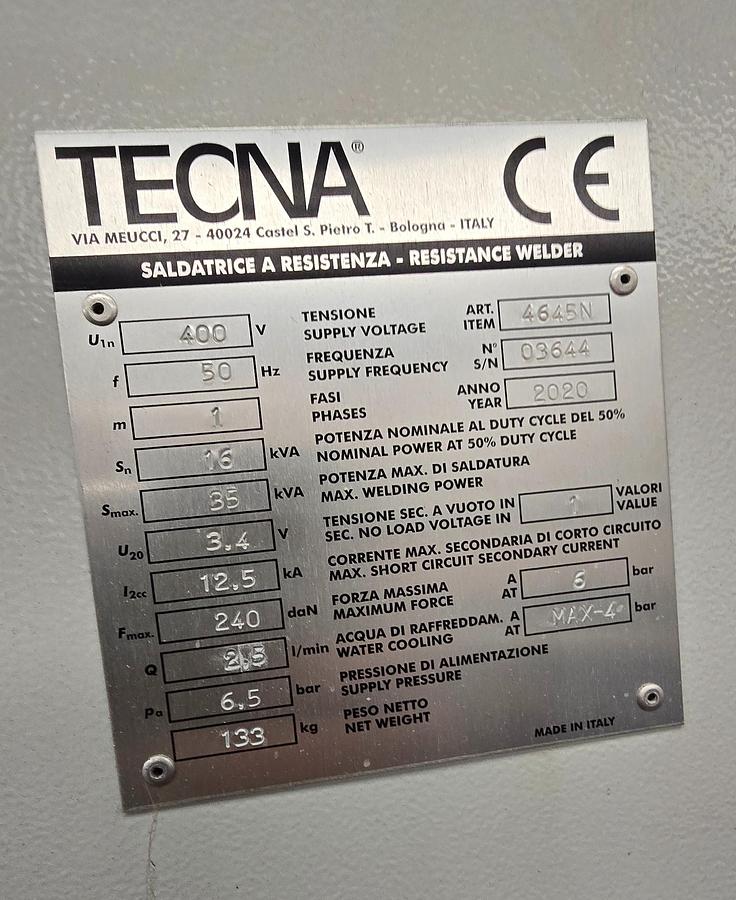 TECNA® CE
VIA MEUCCI, 27 - 40024 Castel S. Pietro T. - Bologna - ITALY
SALDATRICE A RESISTENZA - RESISTANCE WELDER
U1n 400 V TENSIONE
SUPPLY VOLTAGE
ART.
ITEM 4645N
f 50 Hz FREQUENZA
SUPPLY FREQUENCY
N°
S/N 03644
m 1 FASI
PHASES
ANNO
YEAR 2020
Sn 16 kVA POTENZA NOMINALE AL DUTY CYCLE DEL 50%
NOMINAL POWER AT 50% DUTY CYCLE
Smax. 35 kVA POTENZA MAX. DI SALDATURA
MAX. WELDING POWER
U20 3,4 V TENSIONE SEC. A VUOTO IN
SEC. NO LOAD VOLTAGE IN 1 VALORI
VALUE
I2cc 12,5 kA CORRENTE MAX. SECONDARIA DI CORTO CIRCUITO
MAX. SHORT CIRCUIT SECONDARY CURRENT
Fmax. 240 daN FORZA MASSIMA
MAXIMUM FORCE
A
AT 6 bar
Q l/min ACQUA DI RAFFREDDAM.
WATER COOLING
A
AT MAX-4 bar
Pa 6,5 bar PRESSIONE DI ALIMENTAZIONE
SUPPLY PRESSURE
133 kg PESO NETTO
NET WEIGHT
MADE IN ITALY